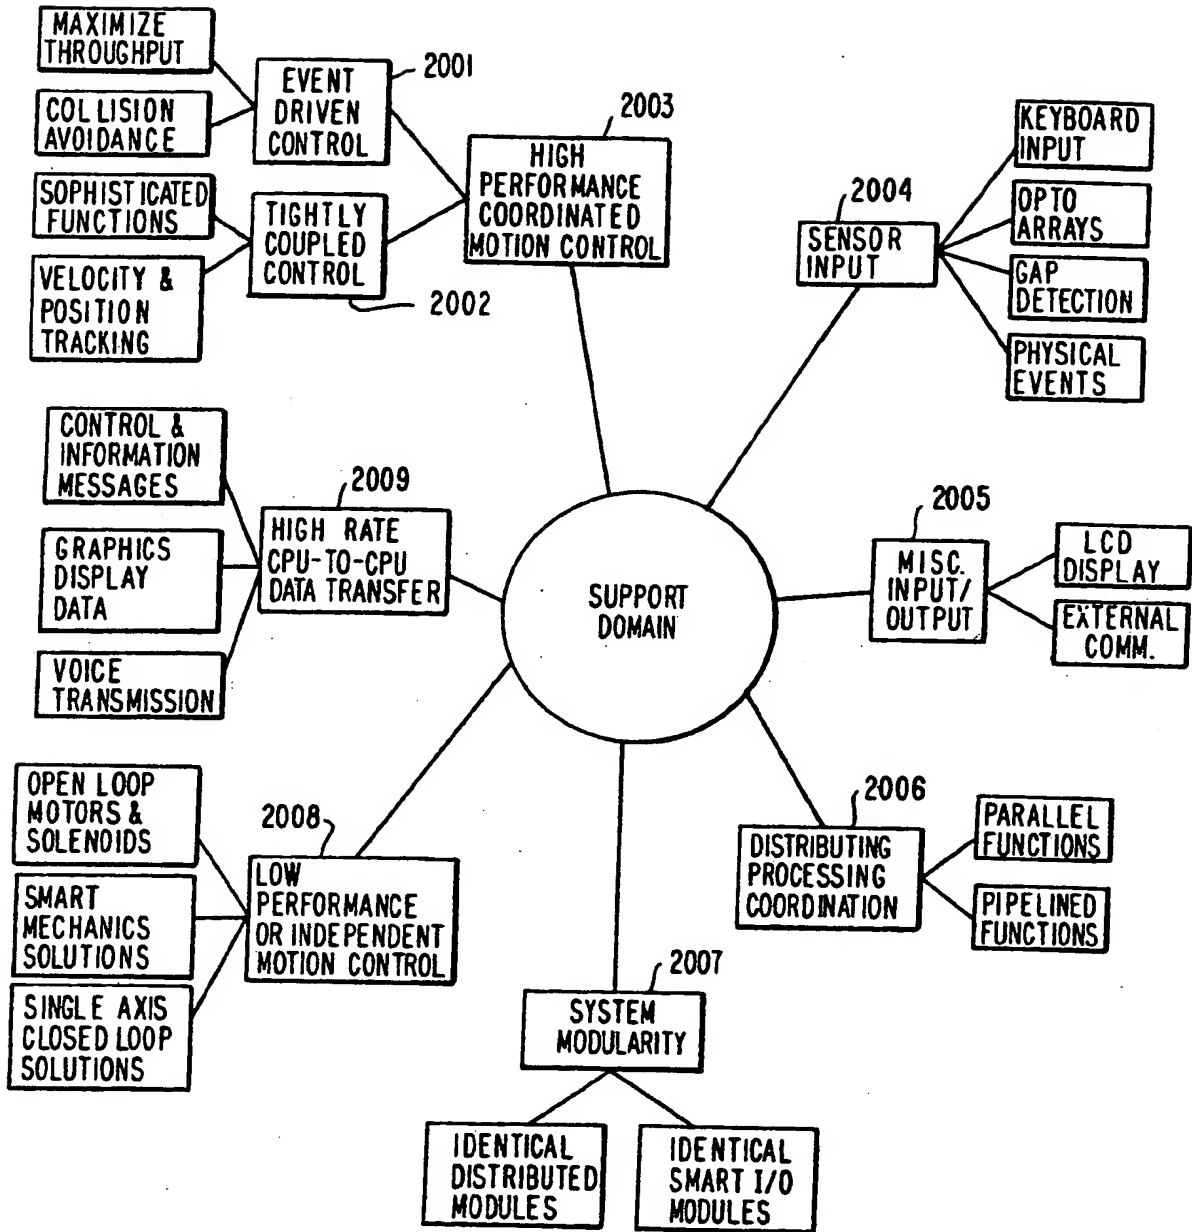 MAXIMIZE
THROUGHPUT
COLLISION
AVOIDANCE
SOPHISTICATED
FUNCTIONS
VELOCITY &
POSITION
TRACKING
EVENT
DRIVEN
CONTROL
2001
TIGHTLY
COUPLED
CONTROL
2002
2003
HIGH
PERFORMANCE
COORDINATED
MOTION CONTROL
2004
SENSOR
INPUT
KEYBOARD
INPUT
OPTO
ARRAYS
GAP
DETECTION
PHYSICAL
EVENTS
CONTROL &
INFORMATION
MESSAGES
GRAPHICS
DISPLAY
DATA
VOICE
TRANSMISSION
2009
HIGH RATE
CPU-TO-CPU
DATA TRANSFER
SUPPORT
DOMAIN
2005
MISC.
INPUT/
OUTPUT
LCD
DISPLAY
EXTERNAL
COMM.
OPEN LOOP
MOTORS &
SOLENOIDS
SMART
MECHANICS
SOLUTIONS
SINGLE AXIS
CLOSED LOOP
SOLUTIONS
2008
LOW
PERFORMANCE
OR INDEPENDENT
MOTION CONTROL
2006
DISTRIBUTING
PROCESSING
COORDINATION
PARALLEL
FUNCTIONS
PIPELINED
FUNCTIONS
2007
SYSTEM
MODULARITY
IDENTICAL
DISTRIBUTED
MODULES
IDENTICAL
SMART I/O
MODULES